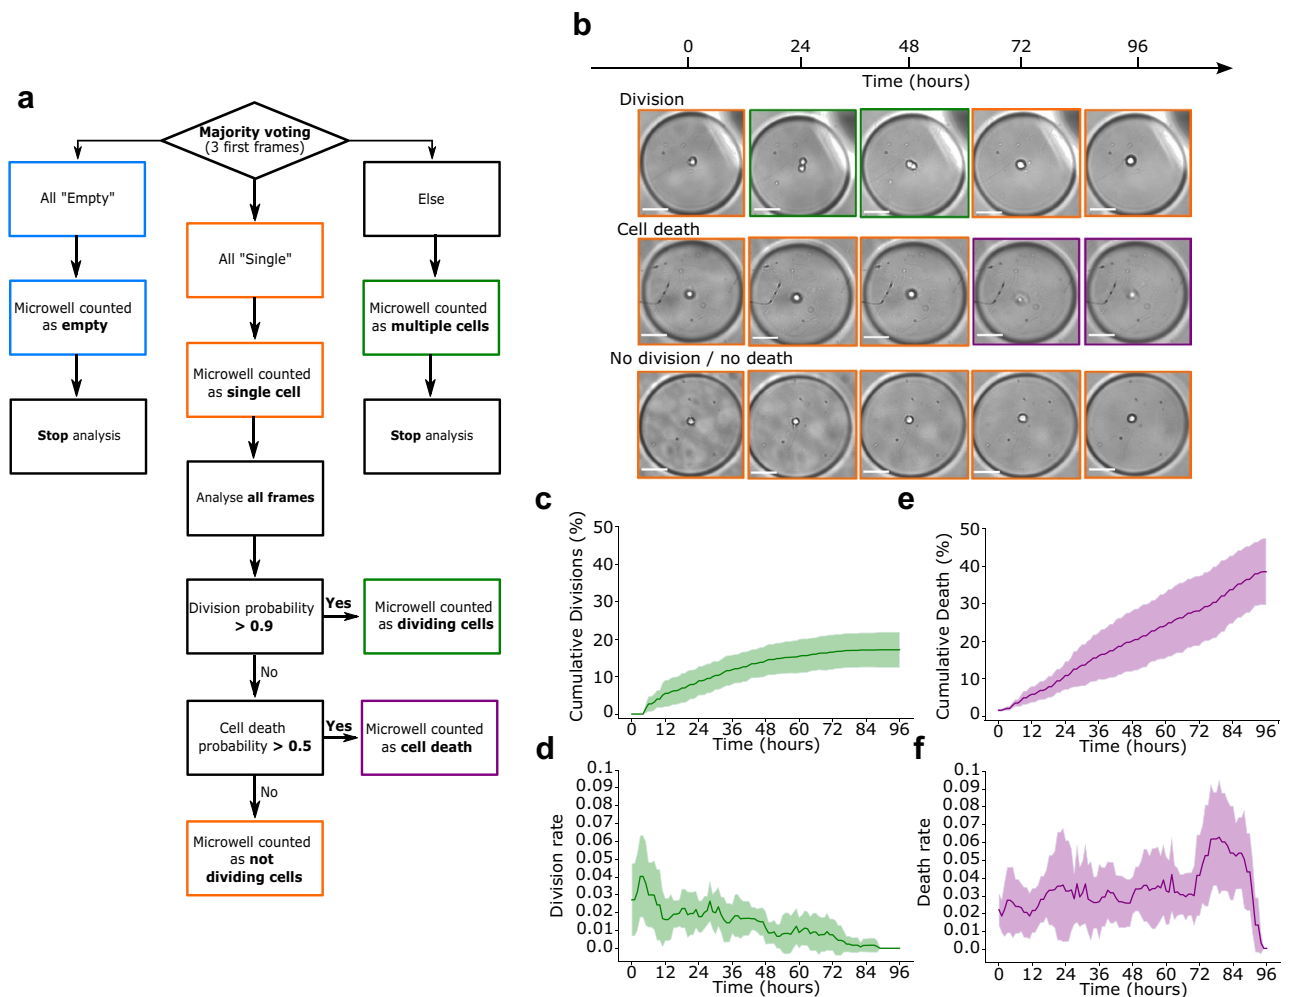 a
Majority voting
(3 first frames)
All "Empty"
Else
All "Single"
Microwell counted
as empty
Microwell counted
as multiple cells
Microwell counted
as single cell
Stop analysis
Stop analysis
Analyse all frames
Division probability
> 0.9
Yes
Microwell counted
as dividing cells
No
Cell death
probability > 0.5
Yes
Microwell counted
as cell death
No
Microwell counted
as not
dividing cells
b
0 24 48 72 96
Time (hours)
Division
Cell death
No division / no death
c
Cumulative Divisions (%)
50
40
30
20
10
0
0 12 24 36 48 60 72 84 96
Time (hours)
e
Cumulative Death (%)
50
40
30
20
10
0
0 12 24 36 48 60 72 84 96
Time (hours)
d
Division rate
0.1
0.09
0.08
0.07
0.06
0.05
0.04
0.03
0.02
0.01
0.0
0 12 24 36 48 60 72 84 96
Time (hours)
f
Death rate
0.1
0.09
0.08
0.07
0.06
0.05
0.04
0.03
0.02
0.01
0.0
0 12 24 36 48 60 72 84 96
Time (hours)